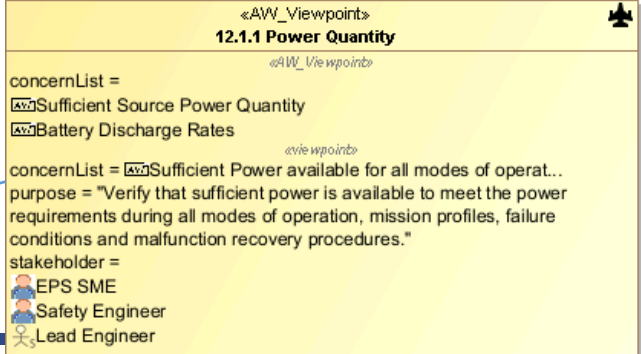 «AW_Viewpoint»
12.1.1 Power Quantity
«AW_Viewpoint»
concernList =
Sufficient Source Power Quantity
Battery Discharge Rates
«viewpoint»
concernList = Sufficient Power available for all modes of operat...
purpose = "Verify that sufficient power is available to meet the power
requirements during all modes of operation, mission profiles, failure
conditions and malfunction recovery procedures."
stakeholder =
EPS SME
Safety Engineer
Lead Engineer